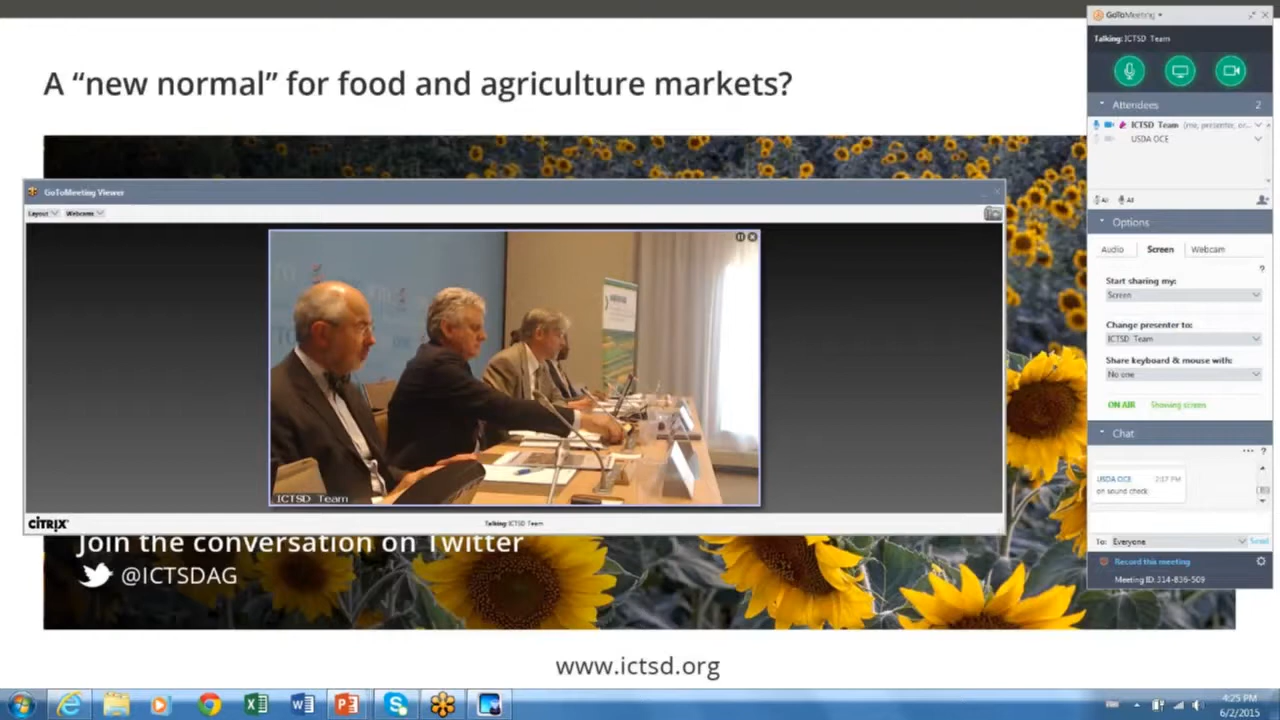 A “new normal” for food and agriculture markets?
GoToMeeting Viewer
Layout
Webcams
ICTSD Team
CITRIX
Talking: ICTSD Team
Join the conversation on Twitter
@ICTSDAG
www.ictsd.org
GoToMeeting
Talking: ICTSD Team
Attendees 2
ICTSD Team (me, presenter, or...
USDA OCE
All
All
Options
Audio Screen Webcam
?
Start sharing my:
Screen
Change presenter to:
ICTSD Team
Share keyboard & mouse with:
No one
ON AIR Showing screen
Chat
?
USDA OCE 2:07 PM
on sound check
To: Everyone Send
Record this meeting
Meeting ID: 314-836-509
4:25 PM
6/2/2015